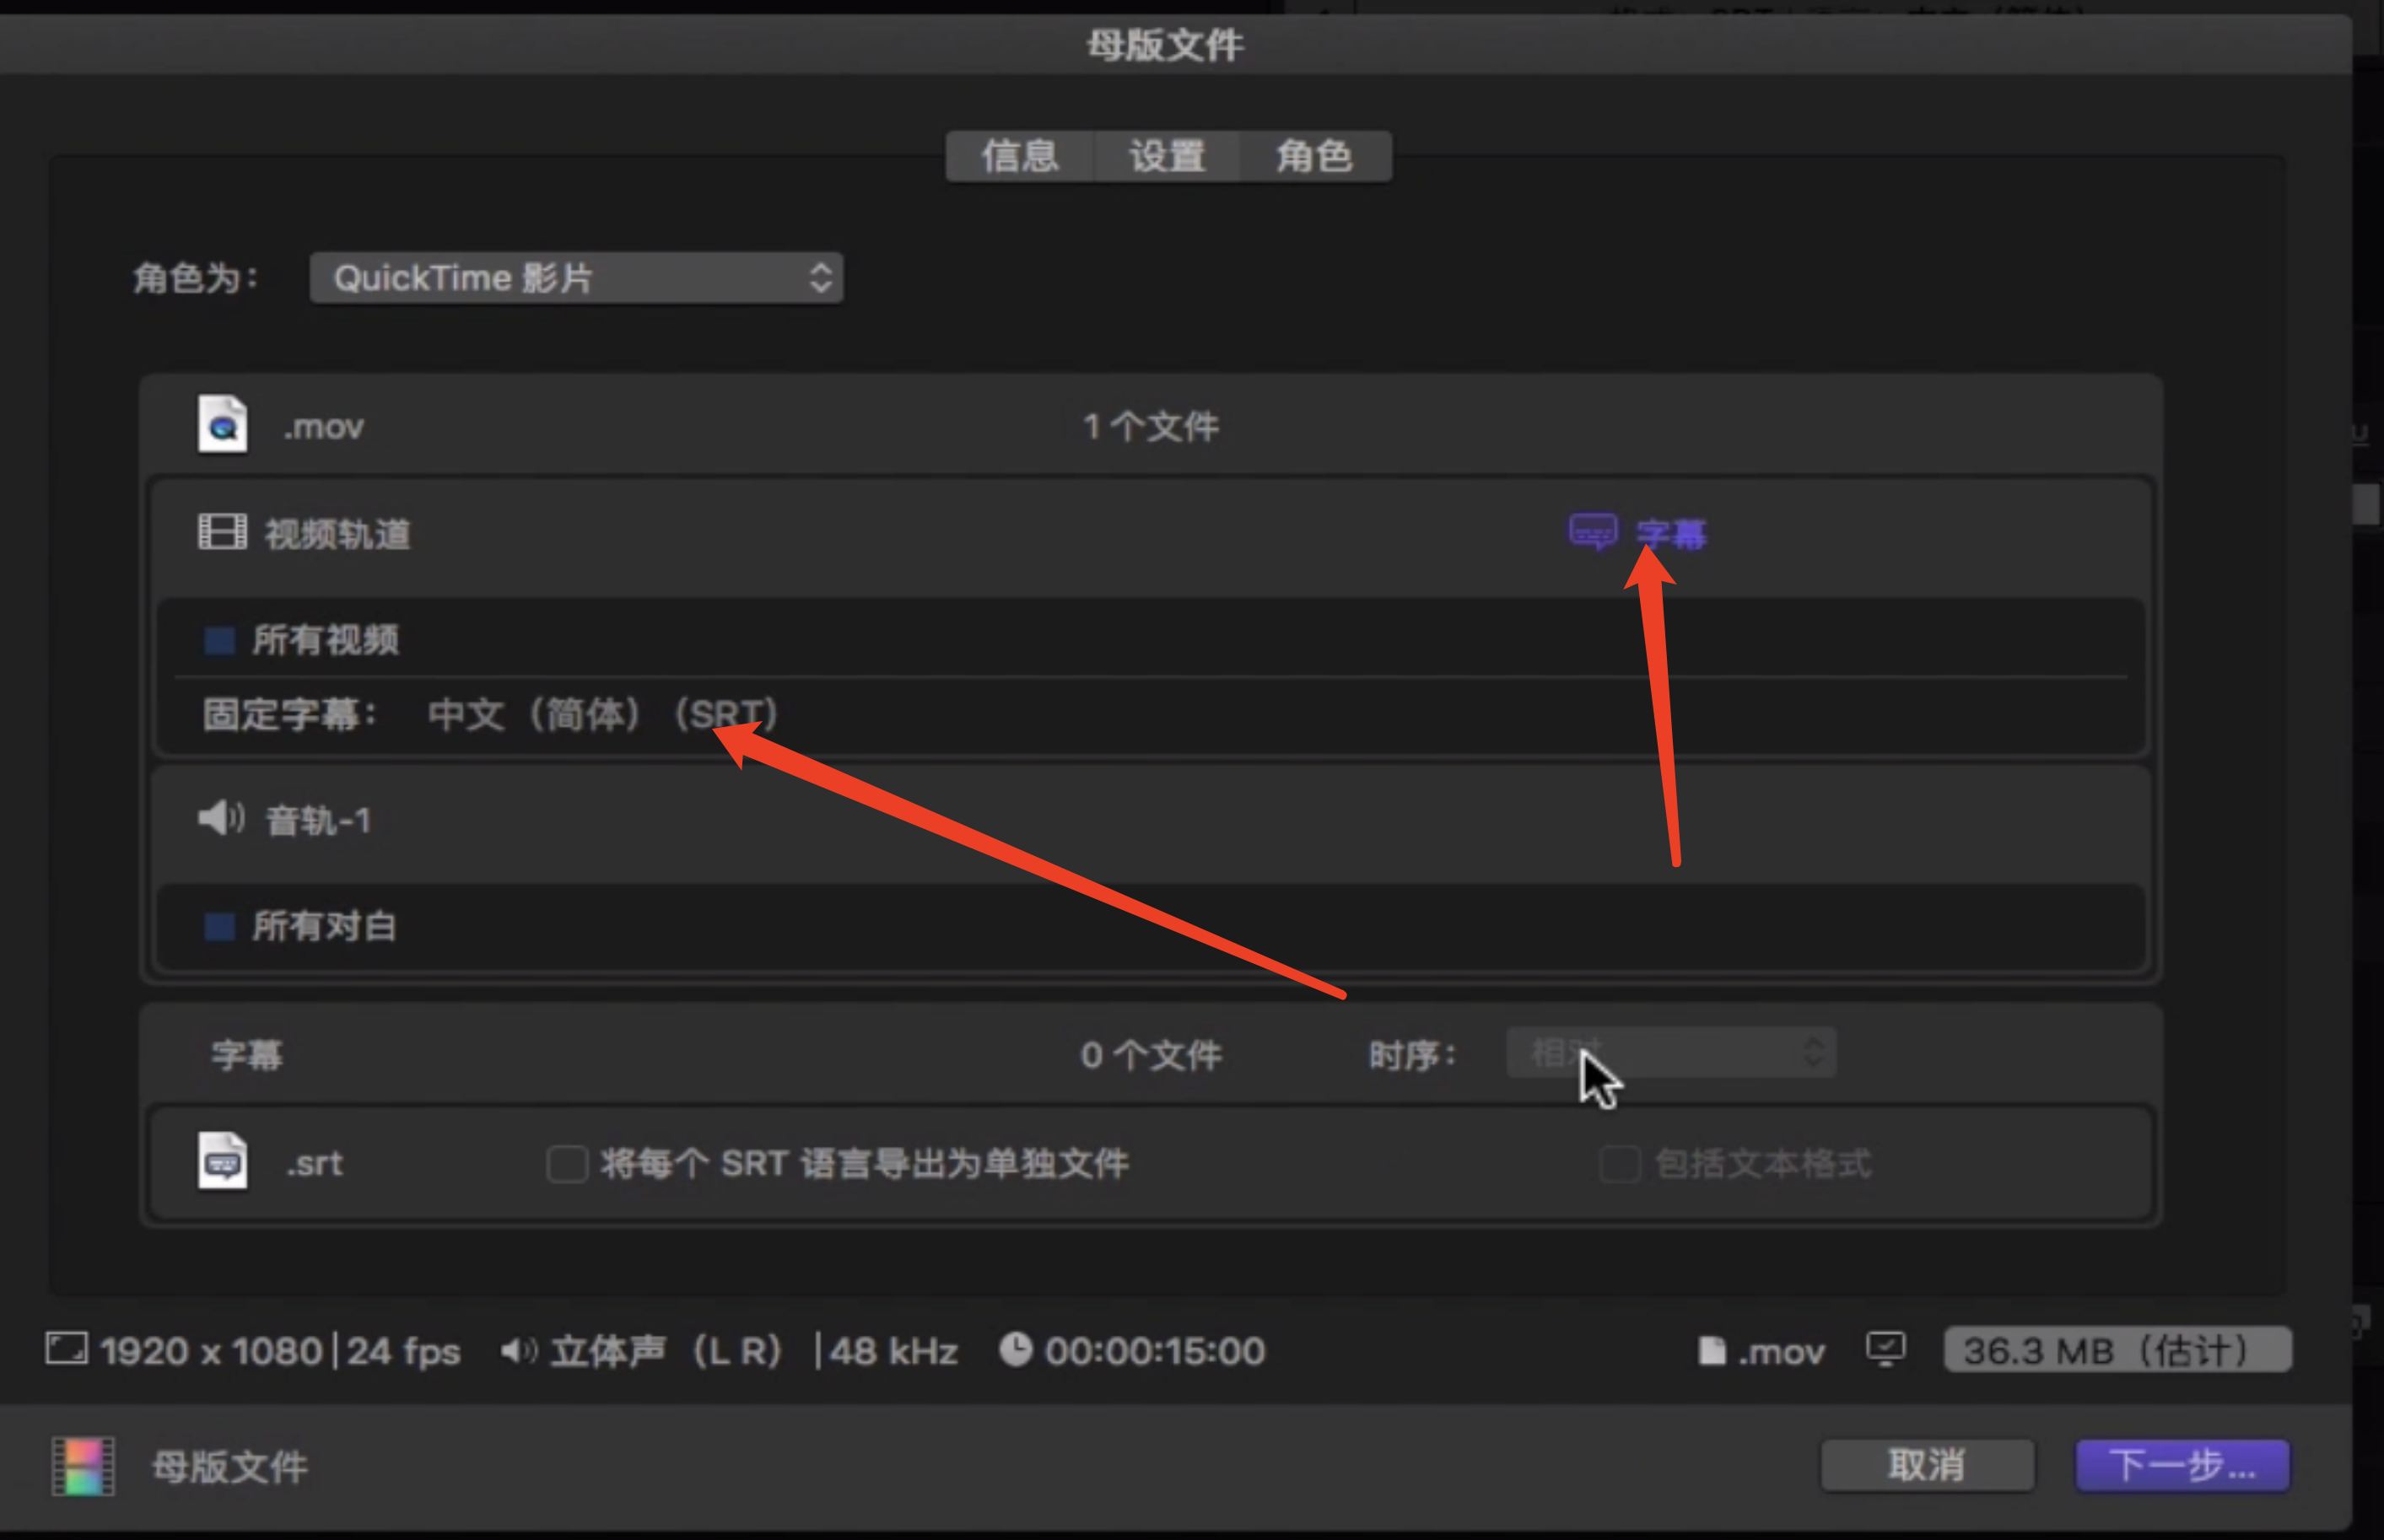 母版文件
信息 设置 角色
角色为： QuickTime 影片
.mov 1 个文件
视频轨道 字幕
所有视频
固定字幕： 中文（简体）（SRT）
音轨-1
所有对白
字幕 0 个文件 时序： 相对
.srt 将每个 SRT 语言导出为单独文件 包括文本格式
1920 x 1080 | 24 fps 立体声 （L R） | 48 kHz 00:00:15:00 .mov 36.3 MB（估计）
母版文件 取消 下一步...